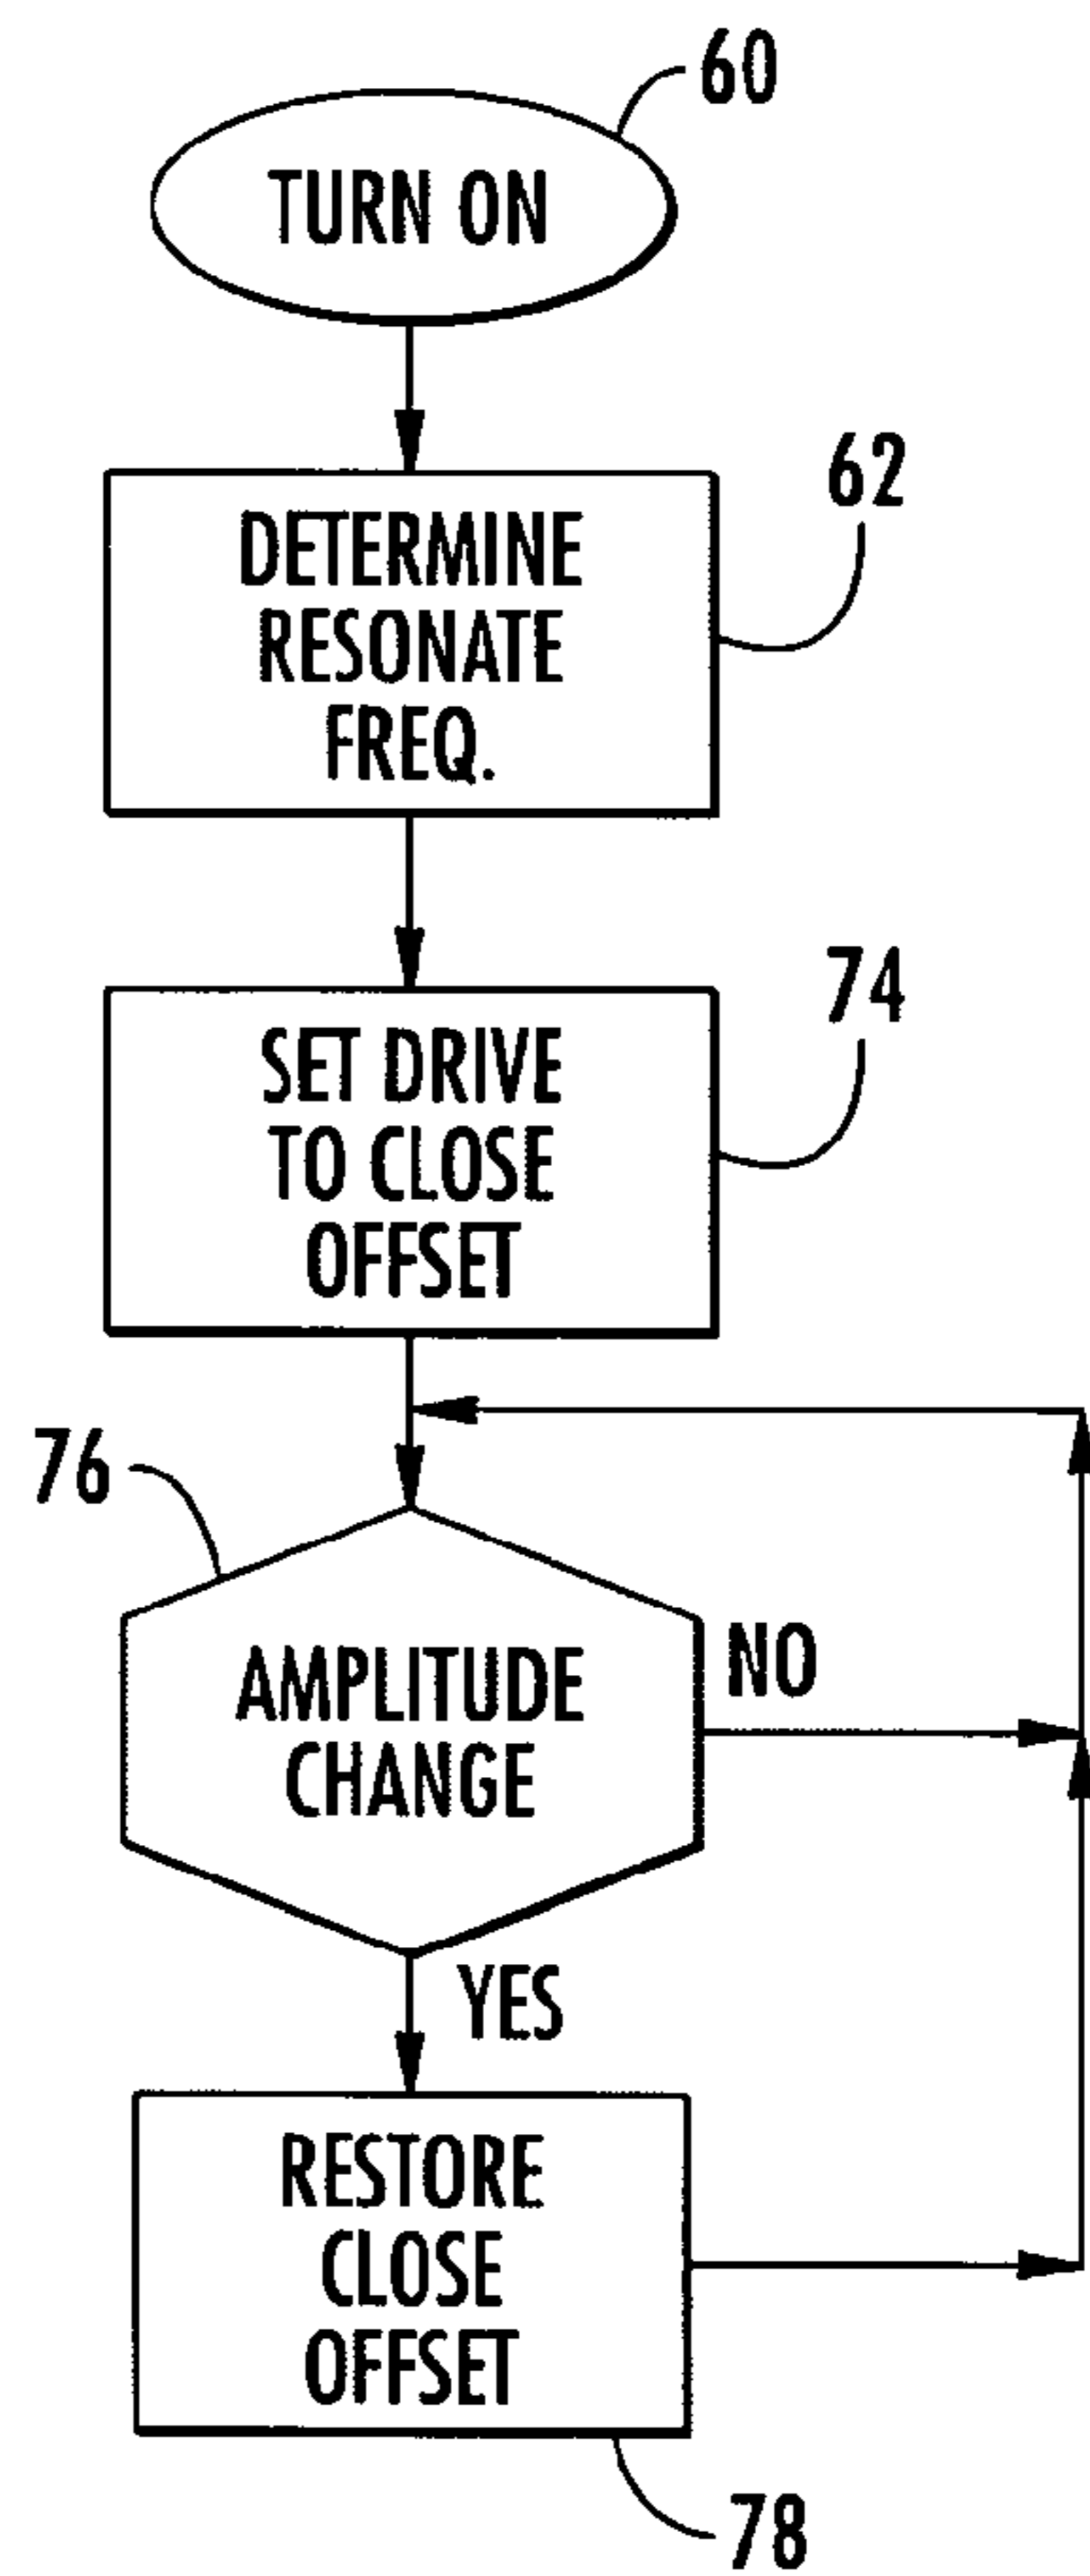 60
TURN ON
62
DETERMINE
RESONATE
FREQ.
74
SET DRIVE
TO CLOSE
OFFSET
76
AMPLITUDE
CHANGE
NO
YES
RESTORE
CLOSE
OFFSET
78